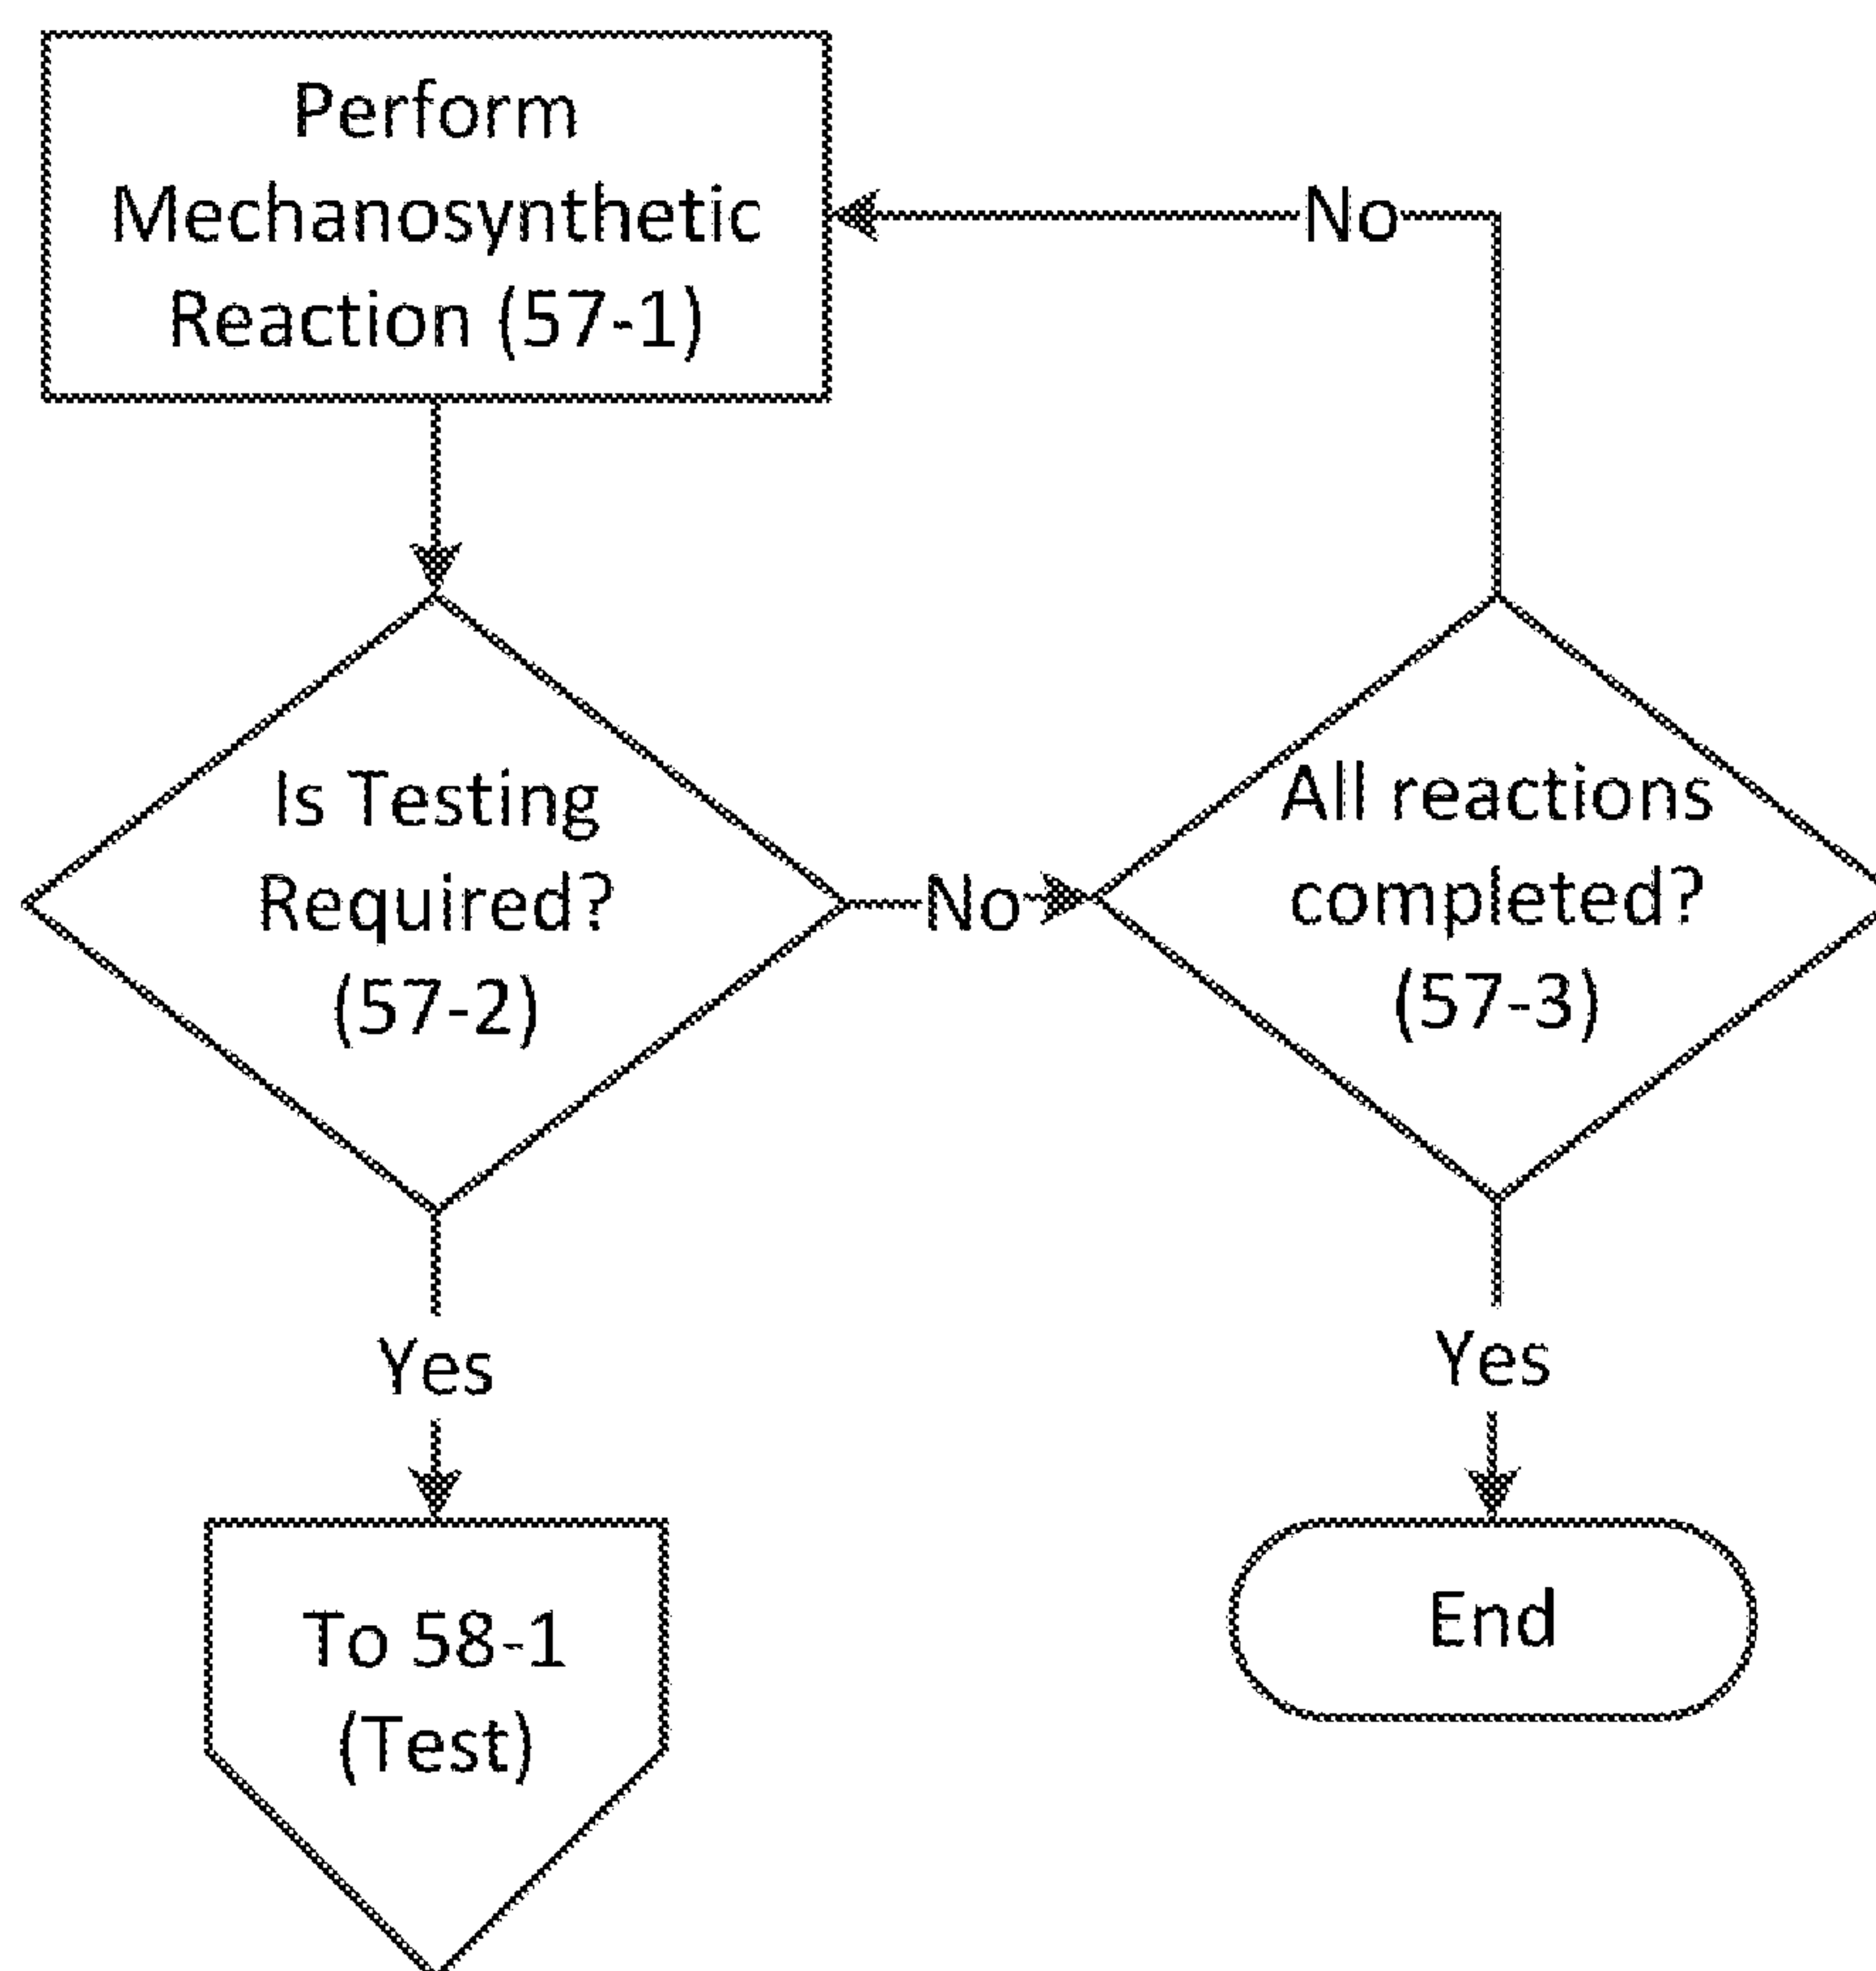 Perform
Mechanosynthetic
Reaction (57-1)
No
Is Testing
Required?
(57-2)
No
All reactions
completed?
(57-3)
Yes
Yes
To 58-1
(Test)
End